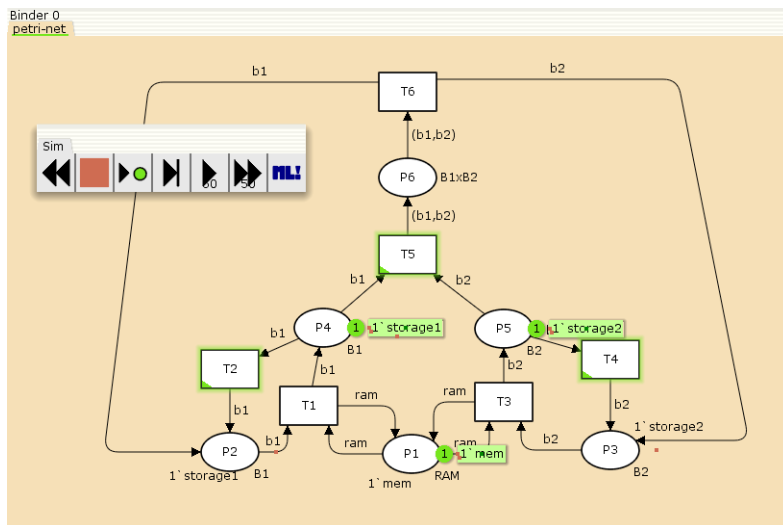 Binder 0
petri-net
b1
b2
T6
(b1,b2)
Sim
50
50
ML!
P6
B1xB2
(b1,b2)
T5
b1
b2
P4
1
1`storage1
B1
P5
1
1`storage2
B2
b1
T2
b1
b2
T4
b1
T1
ram
ram
T3
b2
1`storage2
b1
P2
1`storage1
B1
ram
P1
1
ram
1`mem
1`mem
RAM
b2
P3
B2